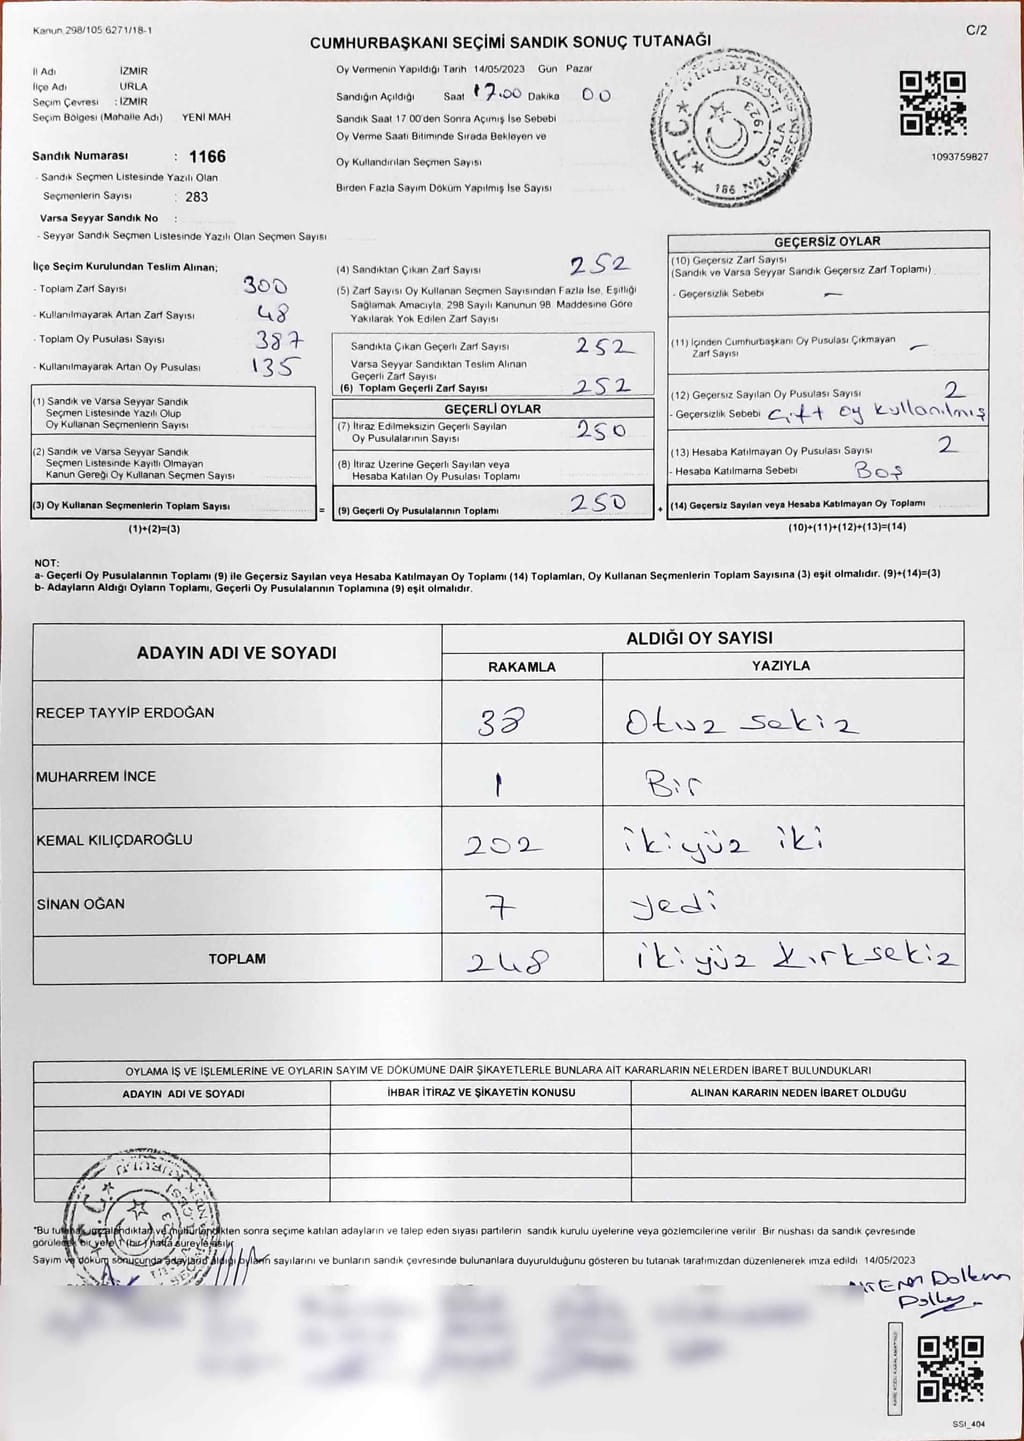 Kanun 298/105 6271/18-1
C/2
CUMHURBAŞKANI SEÇİMİ SANDIK SONUÇ TUTANAĞI
İl Adı İZMİR
İlçe Adı URLA
Seçim Çevresi : İZMİR
Seçim Bölgesi (Mahalle Adı) YENİ MAH
Sandık Numarası : 1166
- Sandık Seçmen Listesinde Yazılı Olan
Seçmenlerin Sayısı : 283
Varsa Seyyar Sandık No :
- Seyyar Sandık Seçmen Listesinde Yazılı Olan Seçmen Sayısı
Oy Vermenin Yapıldığı Tarih 14/05/2023 Gün Pazar
Sandığın Açıldığı Saat 17.00 Dakika 00
Sandık Saat 17 00'den Sonra Açımış İse Sebebi
Oy Verme Saati Bitiminde Sırada Bekleyen ve
Oy Kullandırılan Seçmen Sayısı
Birden Fazla Sayım Döküm Yapılmış İse Sayısı
T.C. 1923
URLA İLÇESİ
186
1093759827
İlçe Seçim Kurulundan Teslim Alınan;
- Toplam Zarf Sayısı 300
- Kullanılmayarak Artan Zarf Sayısı 48
- Toplam Oy Pusulası Sayısı 387
- Kullanılmayarak Artan Oy Pusulası 135
(4) Sandıktan Çıkan Zarf Sayısı 252
(5) Zarf Sayısı Oy Kullanan Seçmen Sayısından Fazla İse, Eşitliği
Sağlamak Amacıyla, 298 Sayılı Kanunun 98. Maddesine Göre
Yakılarak Yok Edilen Zarf Sayısı
Sandıkta Çıkan Geçerli Zarf Sayısı 252
Varsa Seyyar Sandıktan Teslim Alınan
Geçerli Zarf Sayısı
(6) Toplam Geçerli Zarf Sayısı 252
GEÇERLİ OYLAR
(7) İtiraz Edilmeksizin Geçerli Sayılan
Oy Pusulalarının Sayısı 250
(8) İtiraz Üzerine Geçerli Sayılan veya
Hesaba Katılan Oy Pusulası Toplamı
(9) Geçerli Oy Pusulalarının Toplamı 250
GEÇERSİZ OYLAR
(10) Geçersiz Zarf Sayısı
(Sandık ve Varsa Seyyar Sandık Geçersiz Zarf Toplamı)
- Geçersizlik Sebebi —
(11) İçinden Cumhurbaşkanı Oy Pusulası Çıkmayan
Zarf Sayısı —
(12) Geçersiz Sayılan Oy Pusulası Sayısı 2
- Geçersizlik Sebebi Çift oy kullanılmış
(13) Hesaba Katılmayan Oy Pusulası Sayısı 2
- Hesaba Katılmama Sebebi Boş
(14) Geçersiz Sayılan veya Hesaba Katılmayan Oy Toplamı
(10)+(11)+(12)+(13)=(14)
(1) Sandık ve Varsa Seyyar Sandık
Seçmen Listesinde Yazılı Olup
Oy Kullanan Seçmenlerin Sayısı
(2) Sandık ve Varsa Seyyar Sandık
Seçmen Listesinde Kayıtlı Olmayan
Kanun Gereği Oy Kullanan Seçmen Sayısı
(3) Oy Kullanan Seçmenlerin Toplam Sayısı = +
(1)+(2)=(3)
NOT:
a- Geçerli Oy Pusulalarının Toplamı (9) ile Geçersiz Sayılan veya Hesaba Katılmayan Oy Toplamı (14) Toplamları, Oy Kullanan Seçmenlerin Toplam Sayısına (3) eşit olmalıdır. (9)+(14)=(3)
b- Adayların Aldığı Oyların Toplamı, Geçerli Oy Pusulalarının Toplamına (9) eşit olmalıdır.
ADAYIN ADI VE SOYADI ALDIĞI OY SAYISI
RAKAMLA YAZIYLA
RECEP TAYYİP ERDOĞAN 38 Otuz sekiz
MUHARREM İNCE 1 Bir
KEMAL KILIÇDAROĞLU 202 ikiyüz iki
SİNAN OĞAN 7 yedi
TOPLAM 248 ikiyüz kırksekiz
OYLAMA İŞ VE İŞLEMLERİNE VE OYLARIN SAYIM VE DÖKÜMÜNE DAİR ŞİKAYETLERLE BUNLARA AİT KARARLARIN NELERDEN İBARET BULUNDUKLARI
ADAYIN ADI VE SOYADI İHBAR İTİRAZ VE ŞİKAYETİN KONUSU ALINAN KARARIN NEDEN İBARET OLDUĞU
T.C.
*Bu tutanak sonra seçime katılan adayların ve talep eden siyasi partilerin sandık kurulu üyelerine veya gözlemcilerine verilir Bir nushası da sandık çevresinde
görülecek bir yere 1 (bir) hafta süreyle asılır
Sayım ve döküm sonucunda adayların aldığı oyların sayılarını ve bunların sandık çevresinde bulunanlara duyurulduğunu gösteren bu tutanak tarafımızdan düzenlenerek imza edildi 14/05/2023
SSI_404